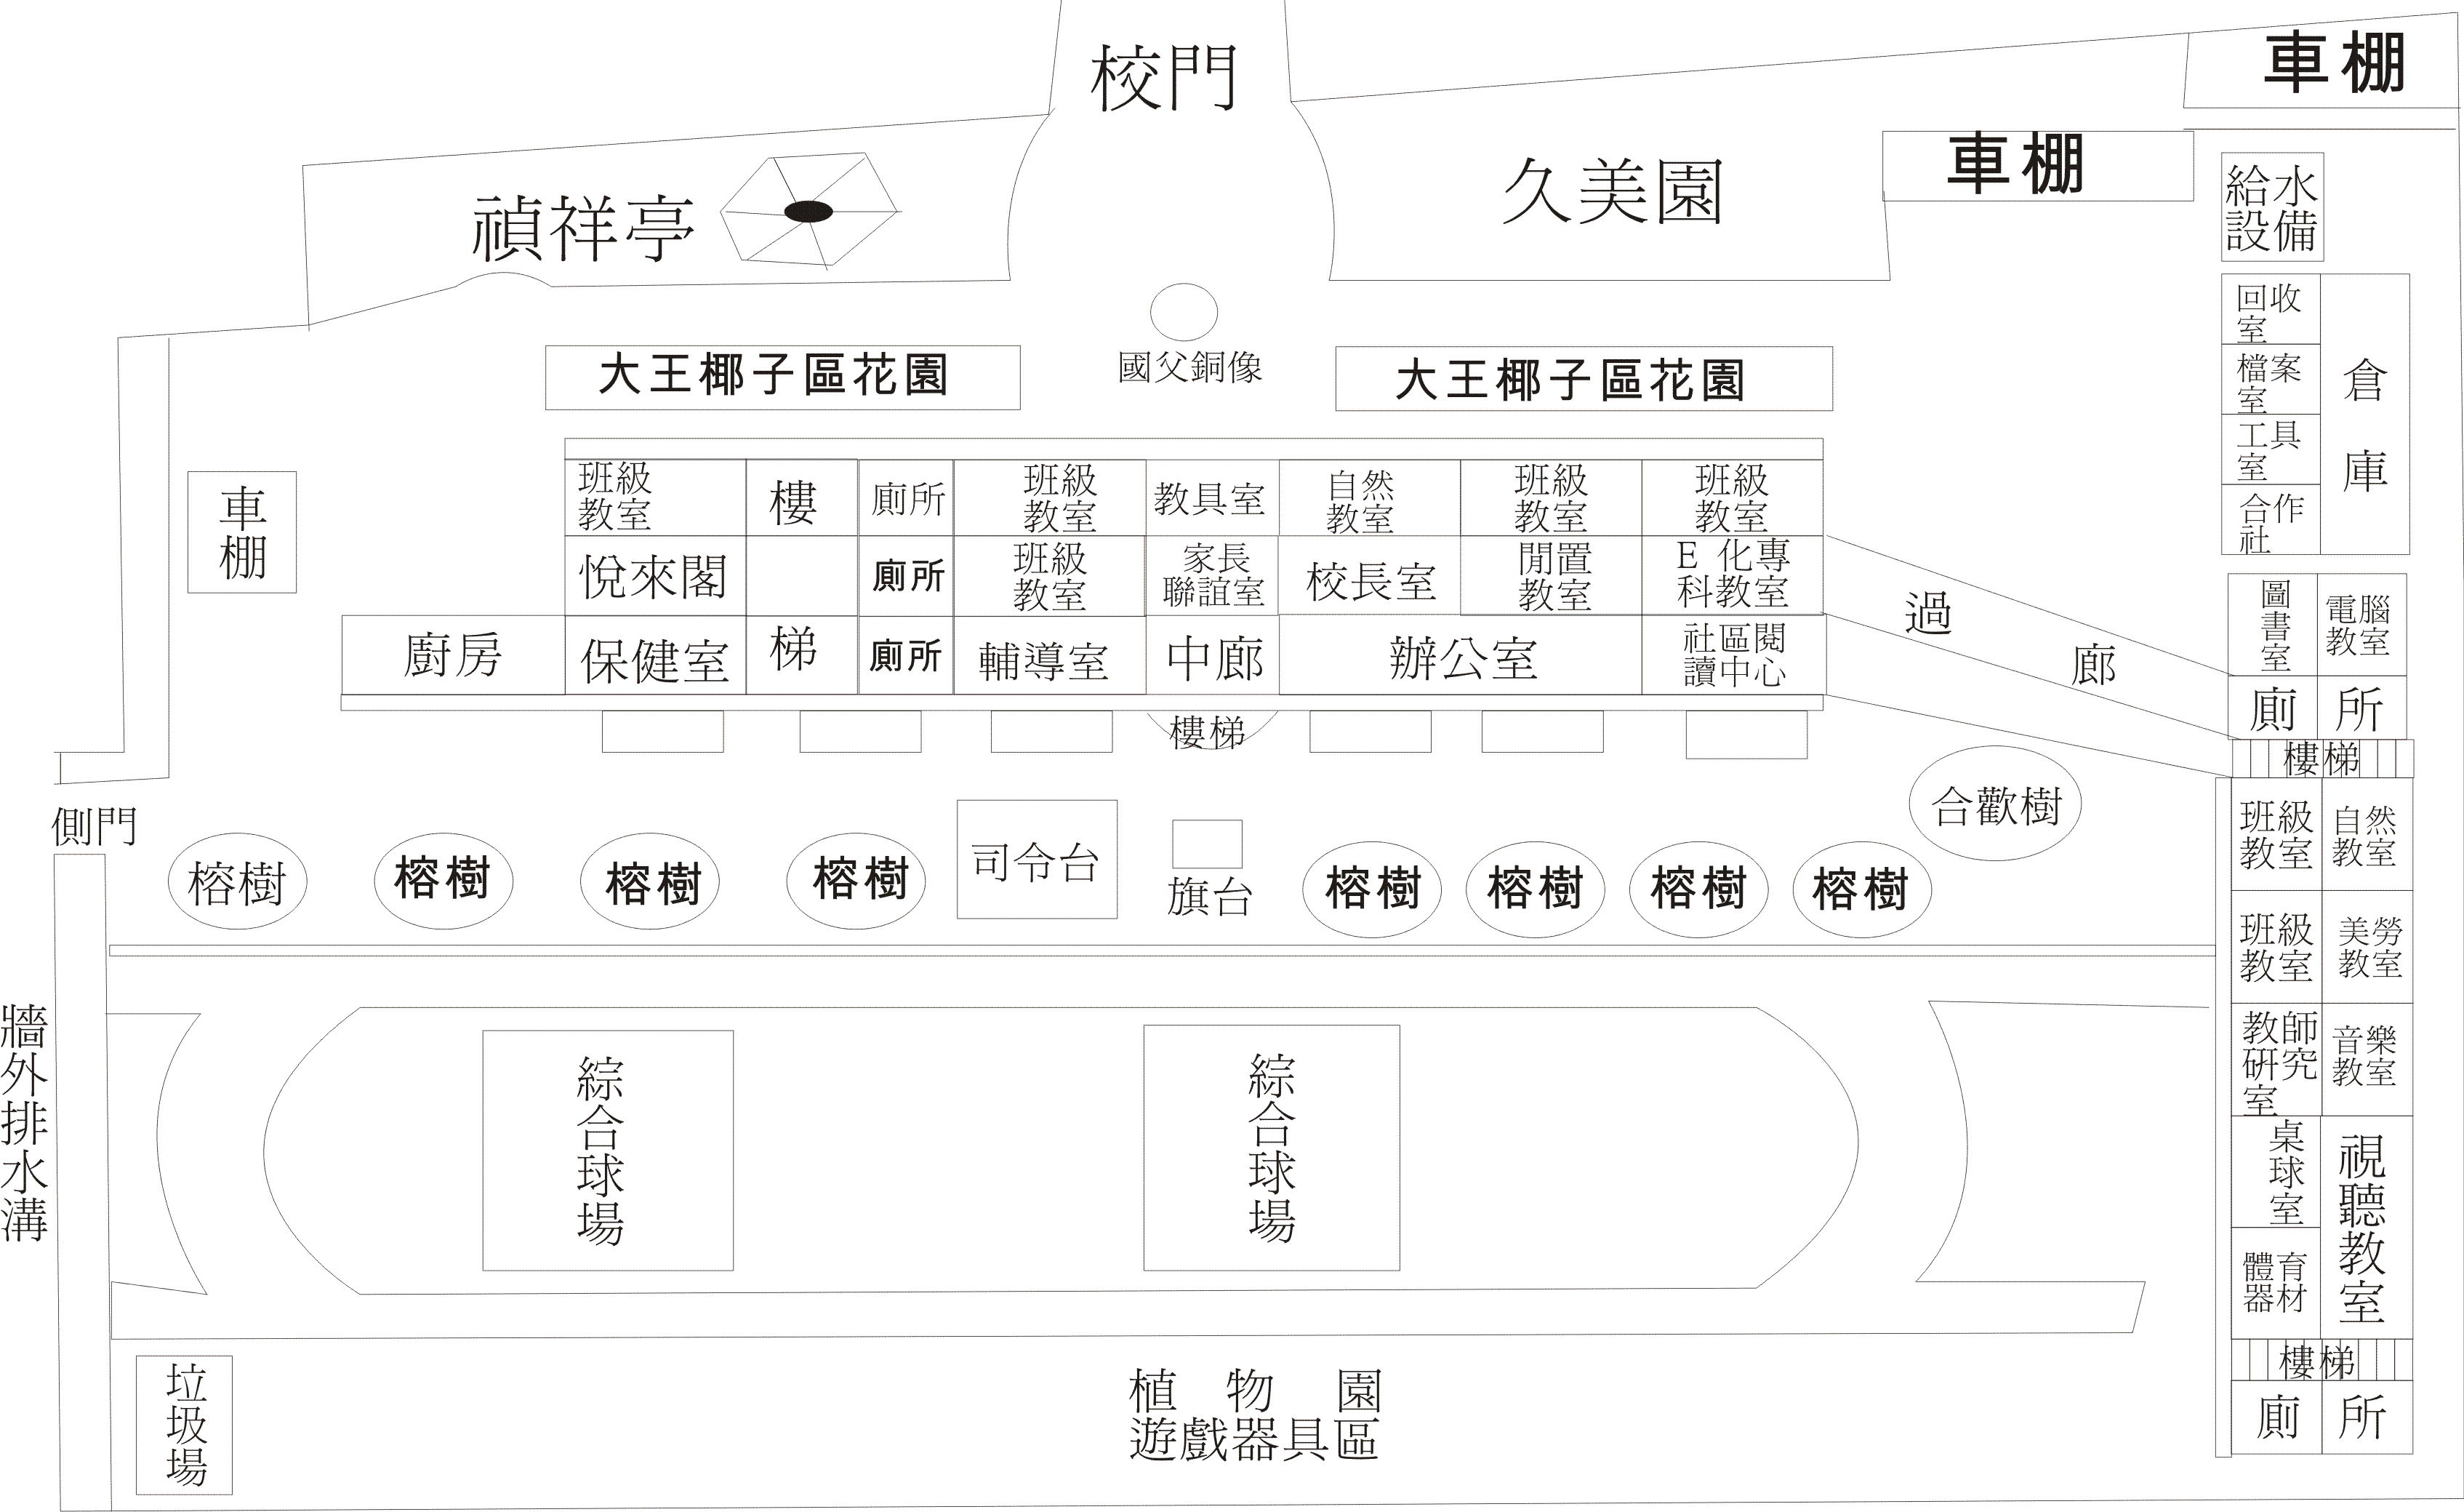 校門
車棚
車棚
禎祥亭
久美園
給水
設備
國父銅像
大王椰子區花園
大王椰子區花園
回收
室
檔案
室
工具
室
合作
社
倉庫
車棚
班級
教室
樓
廁所
班級
教室
教具室
自然
教室
班級
教室
班級
教室
悅來閣
廁所
班級
教室
家長
聯誼室
校長室
閒置
教室
E 化專
科教室
廚房
保健室
梯
廁所
輔導室
中廊
辦公室
社區閱
讀中心
過廊
圖書室
電腦
教室
廁所
樓梯
樓梯
側門
榕樹
榕樹
榕樹
榕樹
司令台
旗台
榕樹
榕樹
榕樹
榕樹
合歡樹
班級
教室
自然
教室
班級
教室
美勞
教室
教師
研究
室
音樂
教室
桌球室
視聽教室
體育
器材
樓梯
廁所
牆外排水溝
綜合球場
綜合球場
垃圾場
植物園
遊戲器具區